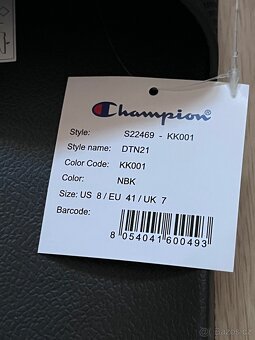 Champion
Style: S22469 - KK001
Style name: DTN21
Color Code: KK001
Color: NBK
Size: US 8 / EU 41 / UK 7
Barcode:
8 054041 600493